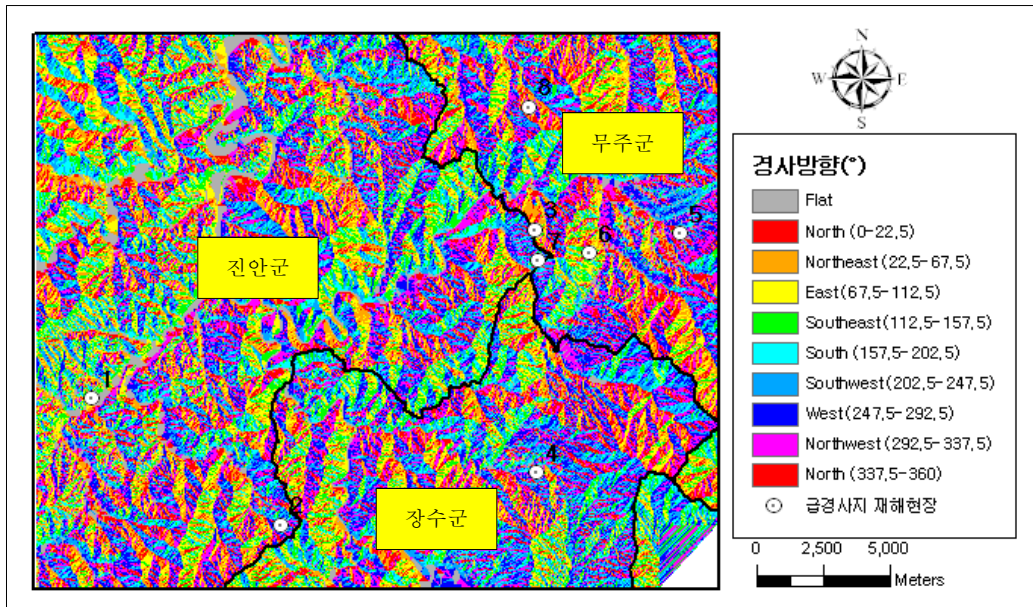 N
W
E
S
8
무주군
3
5
6
7
진안군
1
4
2
장수군
경사방향(°)
Flat
North (0-22,5)
Northeast(22,5-67,5)
East(67,5-112,5)
Southeast(112,5-157,5)
South (157,5-202,5)
Southwest(202,5-247,5)
West(247,5-292,5)
Northwest(292,5-337,5)
North (337,5-360)
급경사지 재해현장
0 2,500 5,000
Meters